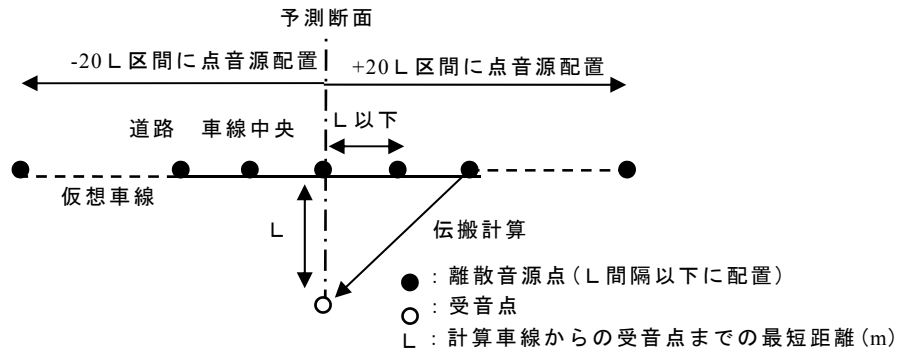 予測断面
-20L区間に点音源配置
+20L区間に点音源配置
道路　車線中央
L以下
仮想車線
L
伝搬計算
●：離散音源点(L間隔以下に配置)
○：受音点
L：計算車線からの受音点までの最短距離(m)